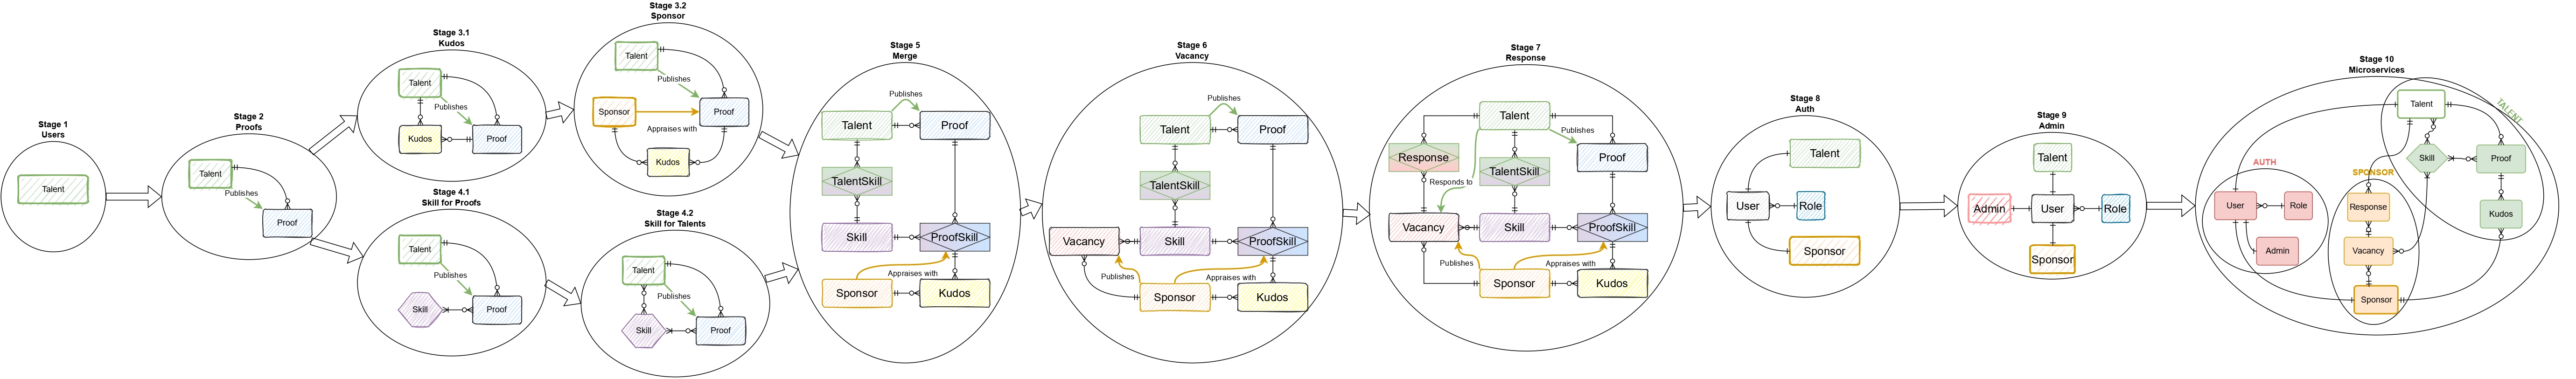 Stage 1
Users
Talent
Stage 2
Proofs
Talent
Publishes
Proof
Stage 3.1
Kudos
Talent
Publishes
Kudos
Proof
Stage 4.1
Skill for Proofs
Talent
Publishes
Skill
Proof
Stage 3.2
Sponsor
Talent
Publishes
Sponsor
Proof
Appraises with
Kudos
Stage 4.2
Skill for Talents
Talent
Publishes
Skill
Proof
Stage 5
Merge
Publishes
Talent
Proof
TalentSkill
Skill
ProofSkill
Appraises with
Sponsor
Kudos
Stage 6
Vacancy
Publishes
Talent
Proof
TalentSkill
Vacancy
Skill
ProofSkill
Publishes
Appraises with
Sponsor
Kudos
Stage 7
Response
Talent
Publishes
Response
Proof
TalentSkill
Responds to
Vacancy
Skill
ProofSkill
Publishes
Appraises with
Sponsor
Kudos
Stage 8
Auth
Talent
User
Role
Sponsor
Stage 9
Admin
Talent
Admin
User
Role
Sponsor
Stage 10
Microservices
Talent
TALENT
Skill
Proof
AUTH
SPONSOR
User
Role
Response
Kudos
Admin
Vacancy
Sponsor